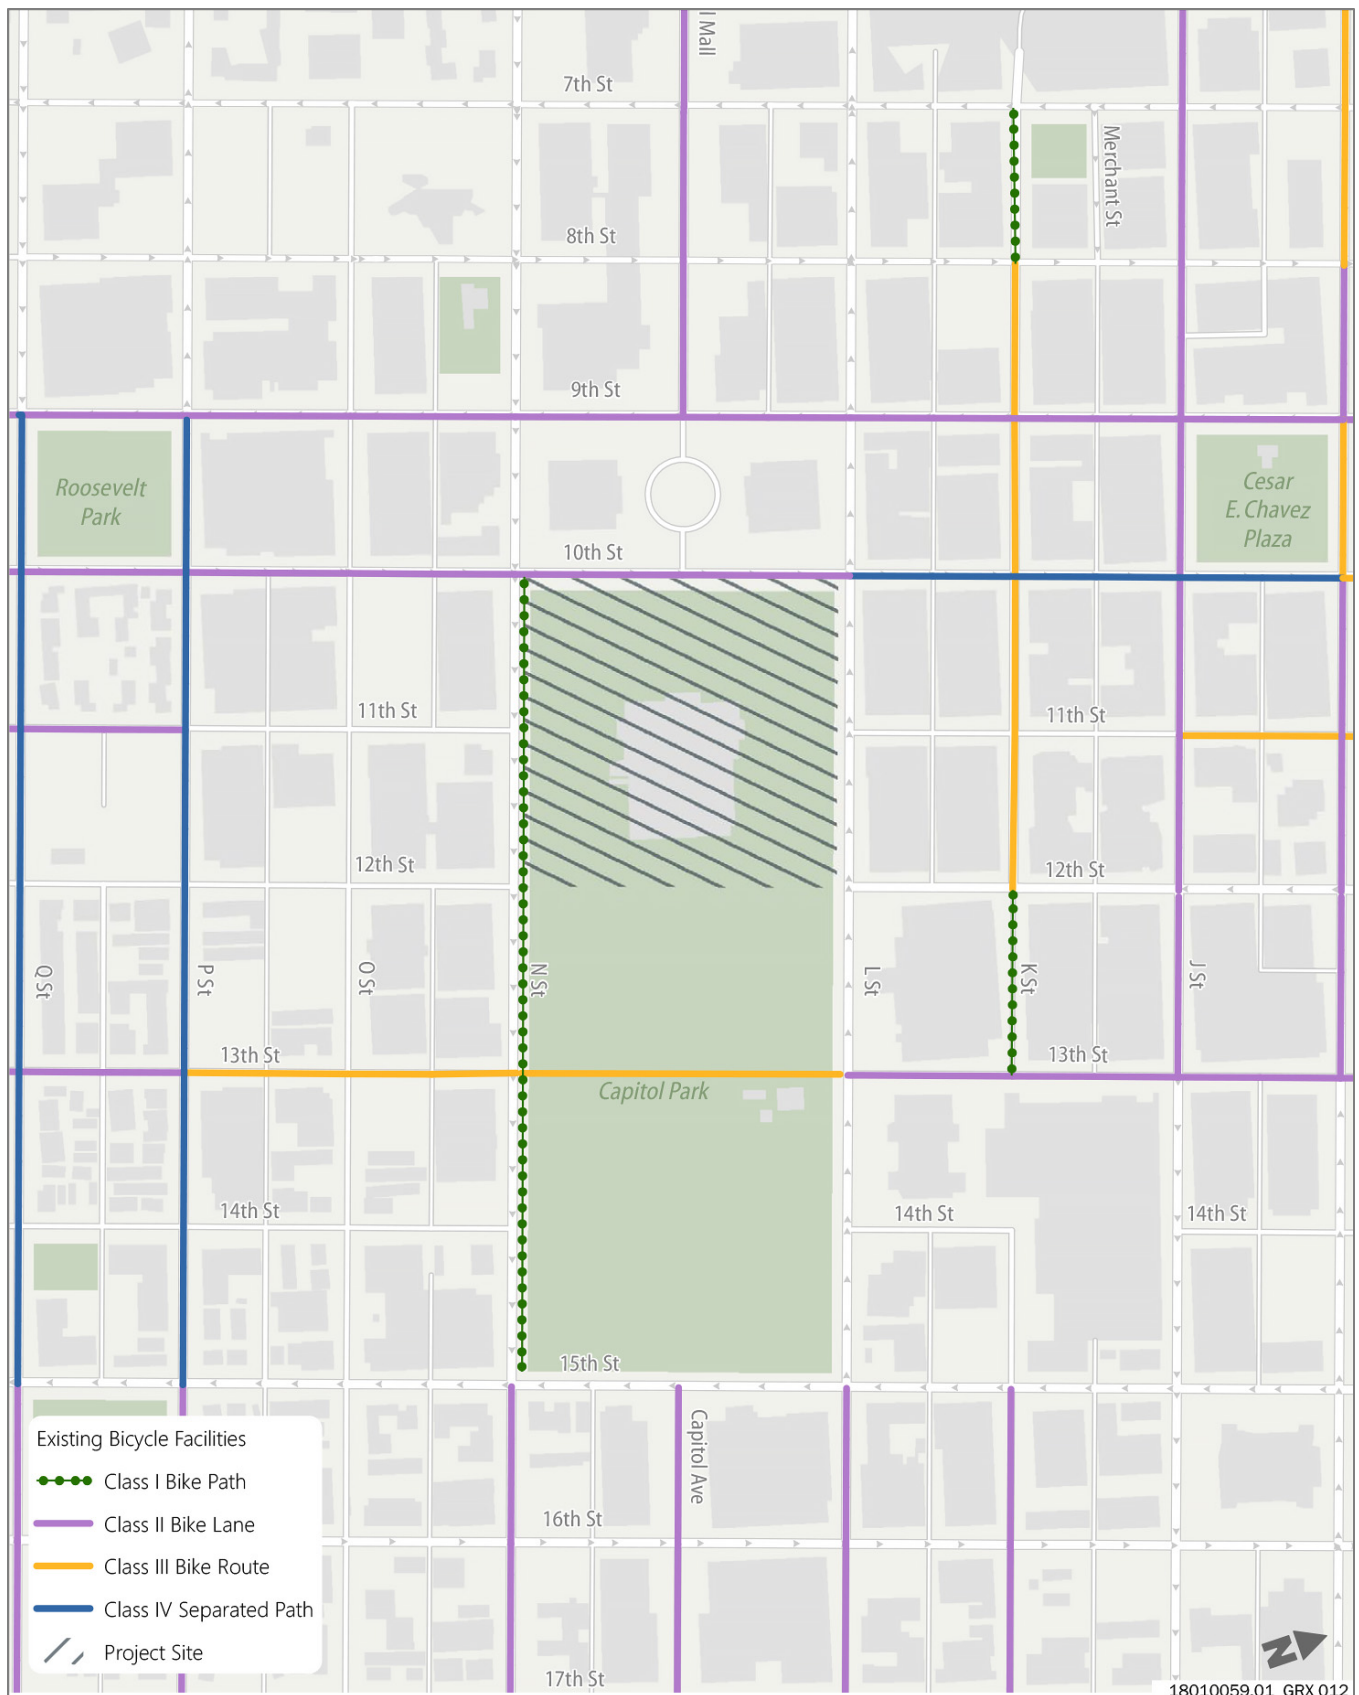 l Mall
7th St
Merchant St
8th St
9th St
Roosevelt
Park
Cesar
E. Chavez
Plaza
10th St
11th St
11th St
12th St
12th St
Q St
P St
O St
N St
L St
K St
J St
13th St
13th St
Capitol Park
14th St
14th St
14th St
15th St
Capitol Ave
16th St
17th St
Existing Bicycle Facilities
Class I Bike Path
Class II Bike Lane
Class III Bike Route
Class IV Separated Path
Project Site
N
18010059.01 GRX 012